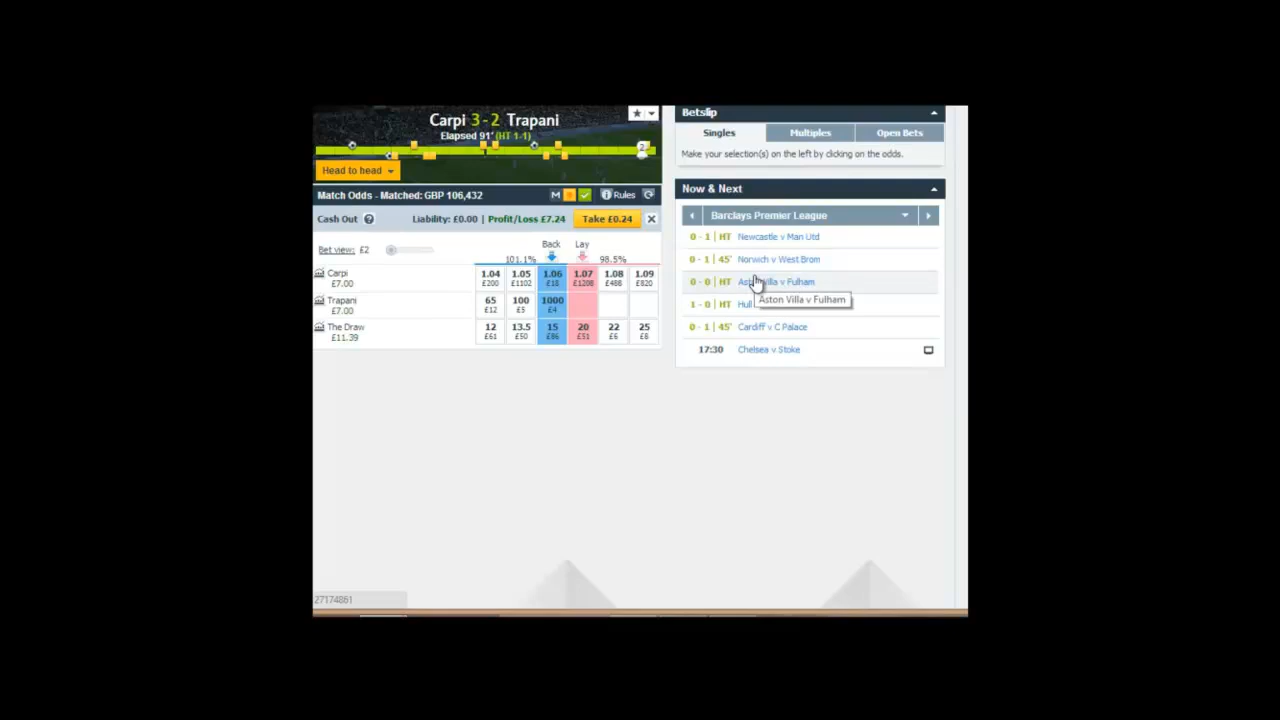 Carpi 3 - 2 Trapani
Elapsed 91' (HT 1-1)
2
Head to head
Match Odds - Matched: GBP 106,432
M
Rules
Cash Out
Liability: £0.00 | Profit/Loss £7.24
Take £0.24
Bet view: £2
Back
Lay
101.1%
98.5%
Carpi
£7.00
1.04 1.05 1.06 1.07 1.08 1.09
£200 £1102 £18 £1208 £488 £820
Trapani
£7.00
65 100 1000
£12 £5 £4
The Draw
£11.39
12 13.5 15 20 22 25
£61 £50 £86 £51 £6 £8
27174861
Betslip
Singles Multiples Open Bets
Make your selection(s) on the left by clicking on the odds.
Now & Next
Barclays Premier League
0 - 1 | HT Newcastle v Man Utd
0 - 1 | 45' Norwich v West Brom
0 - 0 | HT Aston Villa v Fulham
Aston Villa v Fulham
1 - 0 | HT Hull
0 - 1 | 45' Cardiff v C Palace
17:30 Chelsea v Stoke